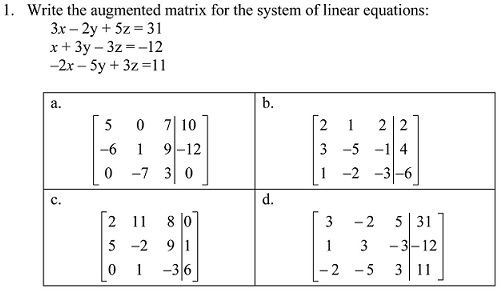 1. Write the augmented matrix for the system of linear equations:
3x – 2y + 5z = 31
x + 3y – 3z = –12
–2x – 5y + 3z =11
a.
5 0 7 10
–6 1 9 –12
0 –7 3 0
b.
2 1 2 2
3 –5 –1 4
1 –2 –3 –6
c.
2 11 8 0
5 –2 9 1
0 1 –3 6
d.
3 –2 5 31
1 3 –3 –12
–2 –5 3 11